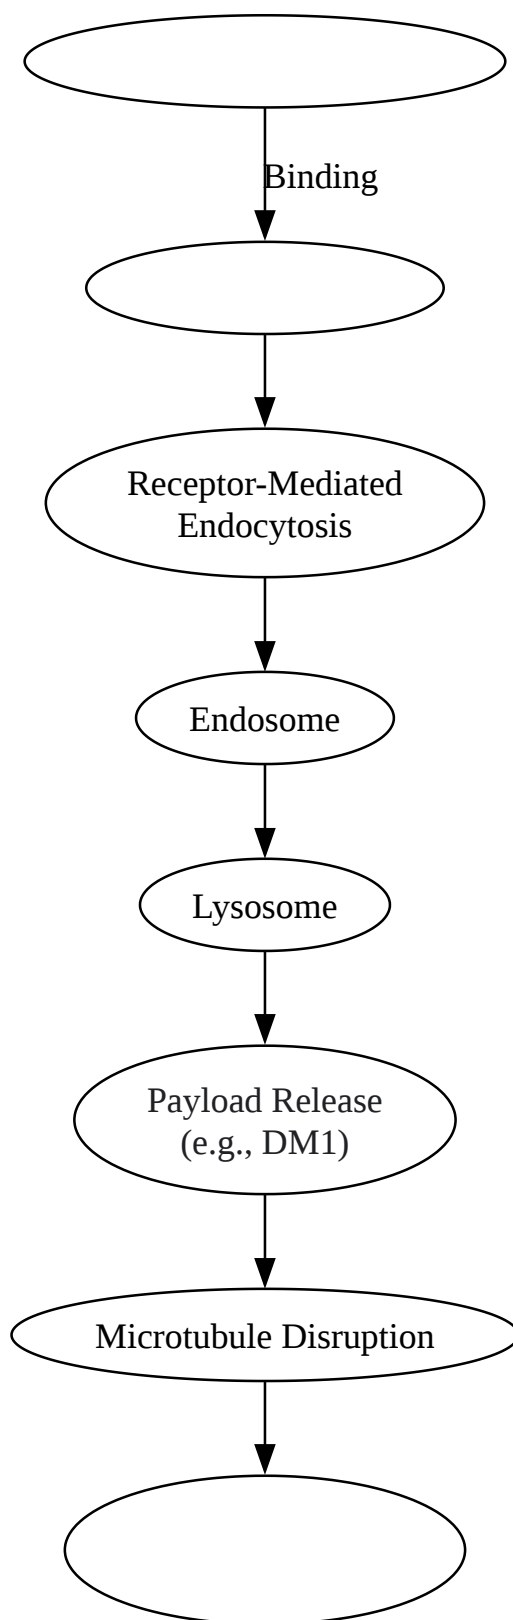 Binding
Receptor-Mediated
Endocytosis
Endosome
Lysosome
Payload Release
(e.g., DM1)
Microtubule Disruption